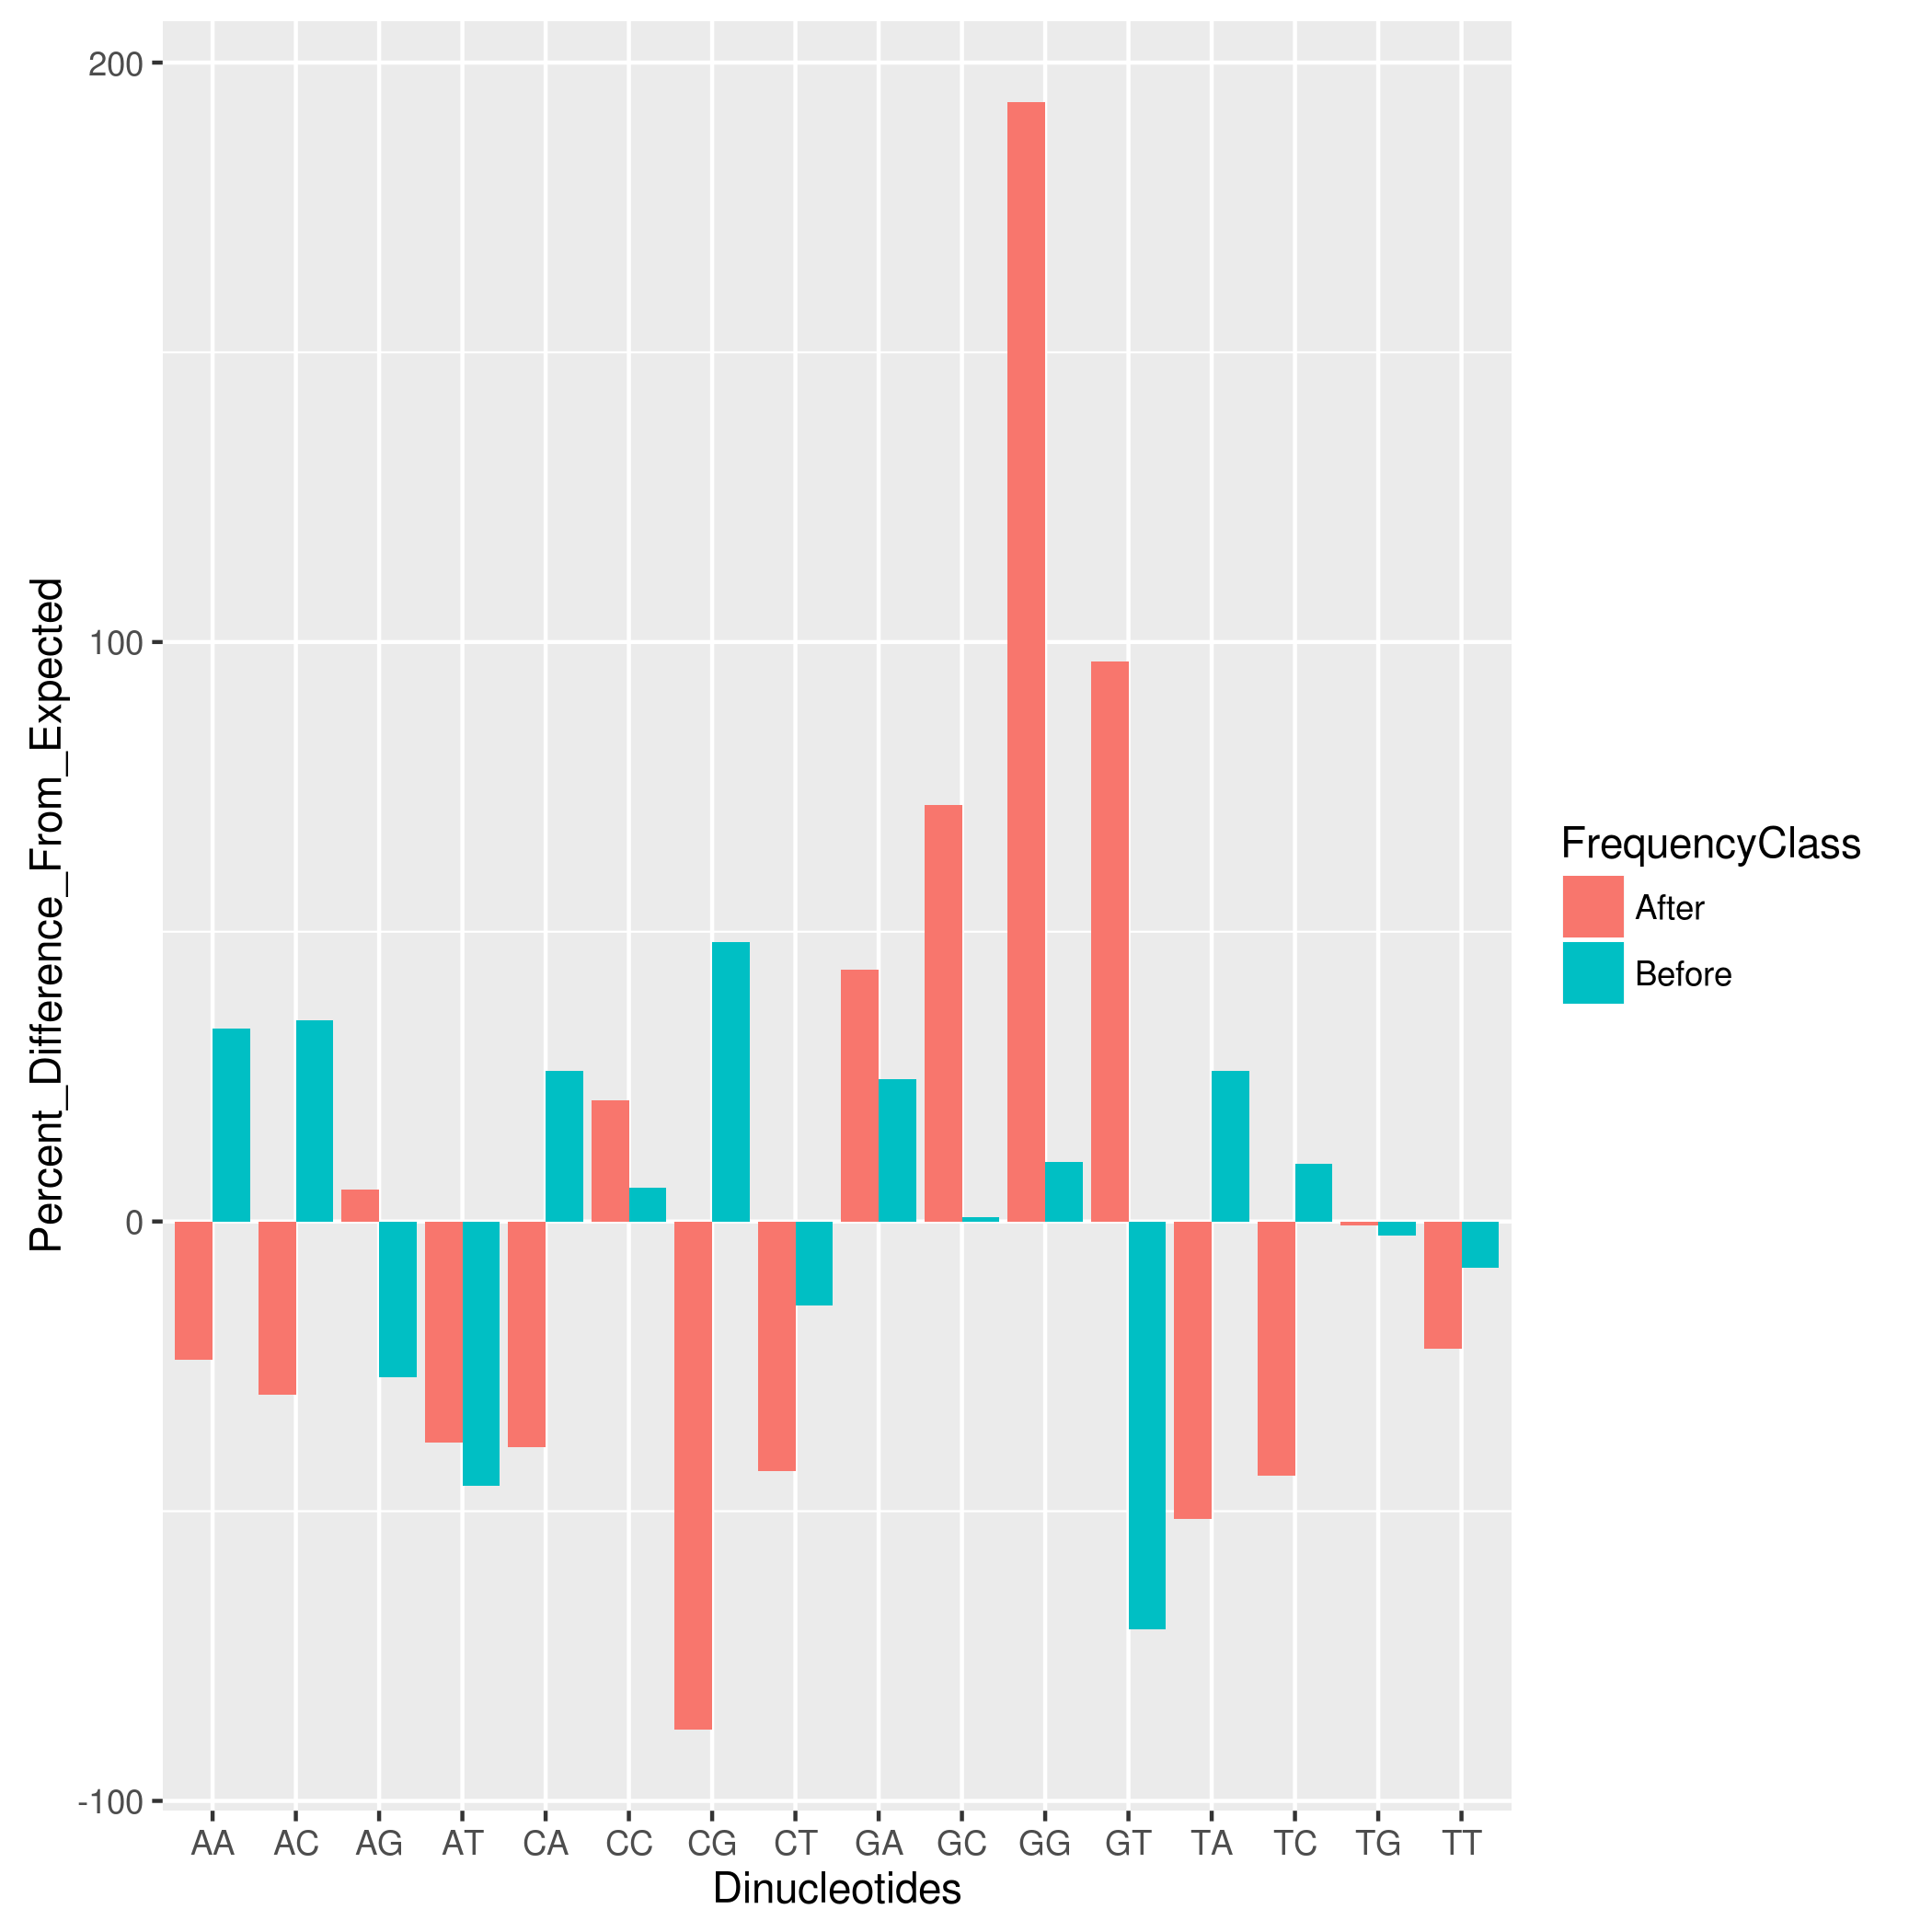 Percent_Difference_From_Expected
200
100
0
-100
AA AC AG AT CA CC CG CT GA GC GG GT TA TC TG TT
Dinucleotides
FrequencyClass
After
Before